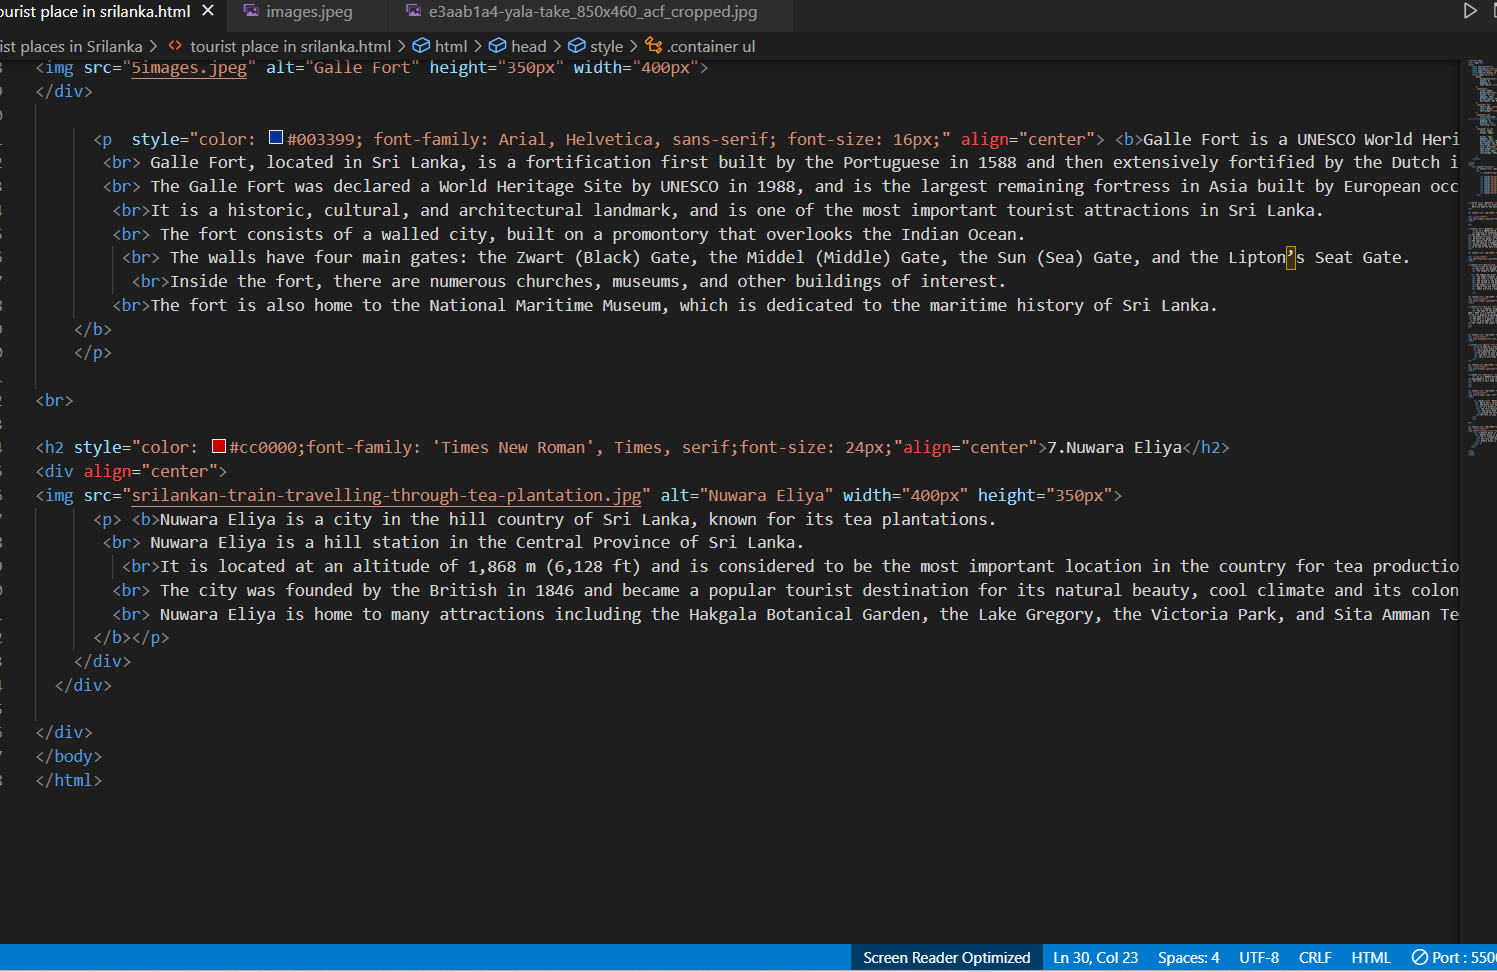 ourist place in srilanka.html × images.jpeg e3aab1a4-yala-take_850x460_acf_cropped.jpg
ist places in Srilanka > <> tourist place in srilanka.html > html > head > style > .container ul
<img src="5images.jpeg" alt="Galle Fort" height="350px" width="400px">
</div>
<p  style="color: #003399; font-family: Arial, Helvetica, sans-serif; font-size: 16px;" align="center"> <b>Galle Fort is a UNESCO World Heri
<br> Galle Fort, located in Sri Lanka, is a fortification first built by the Portuguese in 1588 and then extensively fortified by the Dutch i
<br> The Galle Fort was declared a World Heritage Site by UNESCO in 1988, and is the largest remaining fortress in Asia built by European occ
<br>It is a historic, cultural, and architectural landmark, and is one of the most important tourist attractions in Sri Lanka.
<br> The fort consists of a walled city, built on a promontory that overlooks the Indian Ocean.
<br> The walls have four main gates: the Zwart (Black) Gate, the Middel (Middle) Gate, the Sun (Sea) Gate, and the Lipton’s Seat Gate.
<br>Inside the fort, there are numerous churches, museums, and other buildings of interest.
<br>The fort is also home to the National Maritime Museum, which is dedicated to the maritime history of Sri Lanka.
</b>
</p>
<br>
<h2 style="color: #cc0000;font-family: 'Times New Roman', Times, serif;font-size: 24px;"align="center">7.Nuwara Eliya</h2>
<div align="center">
<img src="srilankan-train-travelling-through-tea-plantation.jpg" alt="Nuwara Eliya" width="400px" height="350px">
<p> <b>Nuwara Eliya is a city in the hill country of Sri Lanka, known for its tea plantations.
<br> Nuwara Eliya is a hill station in the Central Province of Sri Lanka.
<br>It is located at an altitude of 1,868 m (6,128 ft) and is considered to be the most important location in the country for tea productio
<br> The city was founded by the British in 1846 and became a popular tourist destination for its natural beauty, cool climate and its colon
<br> Nuwara Eliya is home to many attractions including the Hakgala Botanical Garden, the Lake Gregory, the Victoria Park, and Sita Amman Te
</b></p>
</div>
</div>
</div>
</body>
</html>
Screen Reader Optimized Ln 30, Col 23 Spaces: 4 UTF-8 CRLF HTML Port : 550